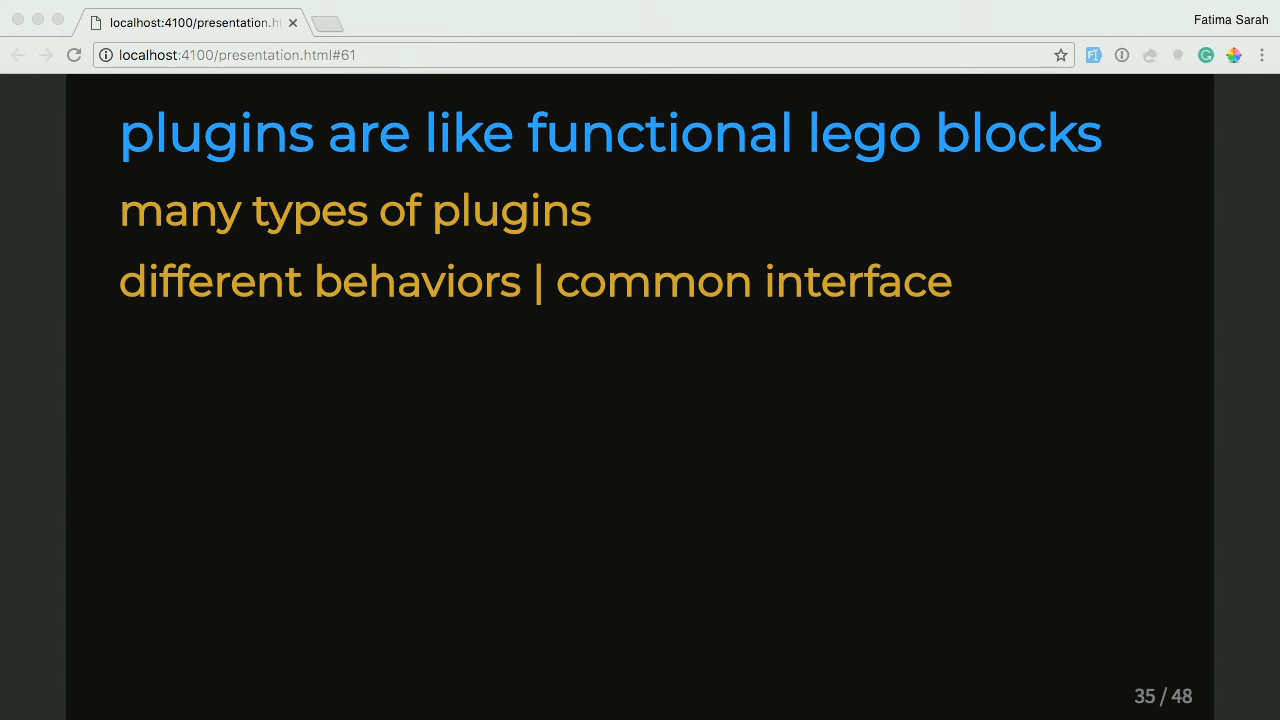 localhost:4100/presentation.h
Fatima Sarah
localhost:4100/presentation.html#61
plugins are like functional lego blocks
many types of plugins
different behaviors | common interface
35 / 48